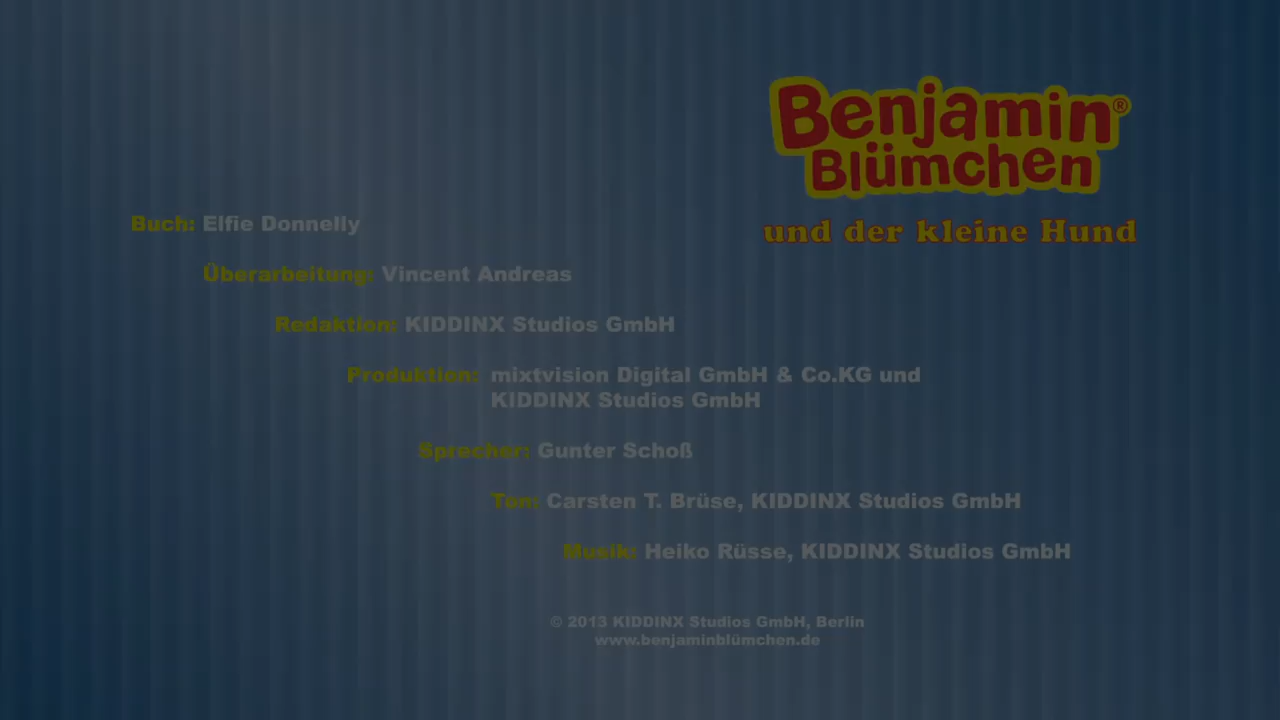 Benjamin®
Blümchen
und der kleine Hund
Buch: Elfie Donnelly
Überarbeitung: Vincent Andreas
Redaktion: KIDDINX Studios GmbH
Produktion: mixtvision Digital GmbH & Co.KG und
KIDDINX Studios GmbH
Sprecher: Gunter Schoß
Ton: Carsten T. Brüse, KIDDINX Studios GmbH
Musik: Heiko Rüsse, KIDDINX Studios GmbH
© 2013 KIDDINX Studios GmbH, Berlin
www.benjaminblümchen.de